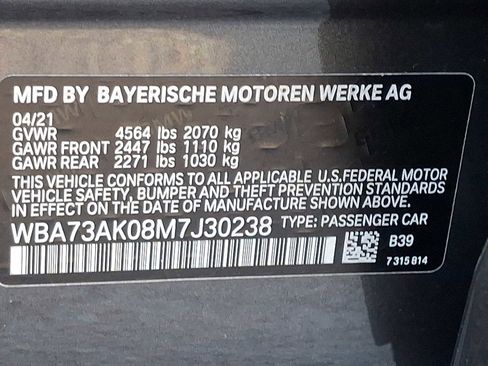 MFD BY BAYERISCHE MOTOREN WERKE AG
04/21
GVWR 4564 lbs 2070 kg
GAWR FRONT 2447 lbs 1110 kg
GAWR REAR 2271 lbs 1030 kg
THIS VEHICLE CONFORMS TO ALL APPLICABLE U.S.FEDERAL MOTOR
VEHICLE SAFETY, BUMPER AND THEFT PREVENTION STANDARDS
IN EFFECT ON THE DATE OF MANUFACTURE SHOWN ABOVE.
WBA73AK08M7J30238 TYPE: PASSENGER CAR
B39
7315814